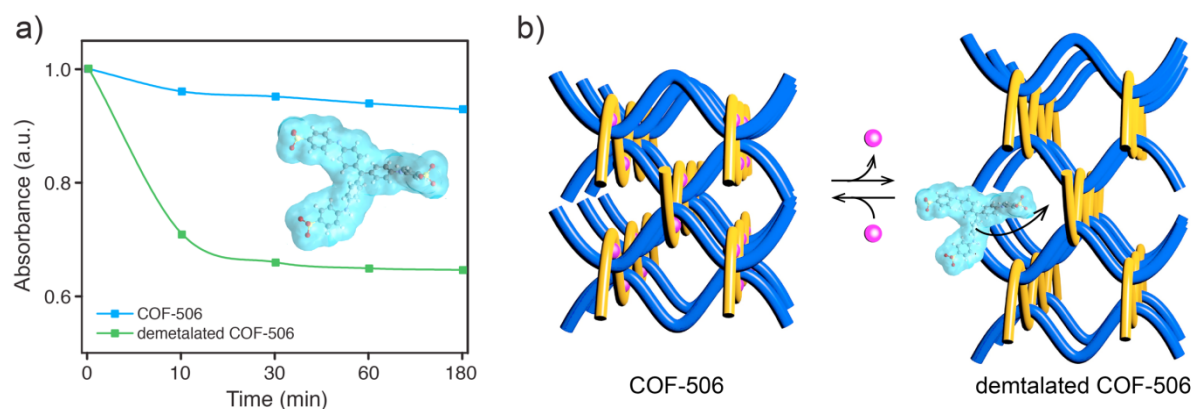 a)
Absorbance (a.u.)
1.0
0.8
0.6
COF-506
demetalated COF-506
0 10 30 60 180
Time (min)
b)
COF-506
demtalated COF-506